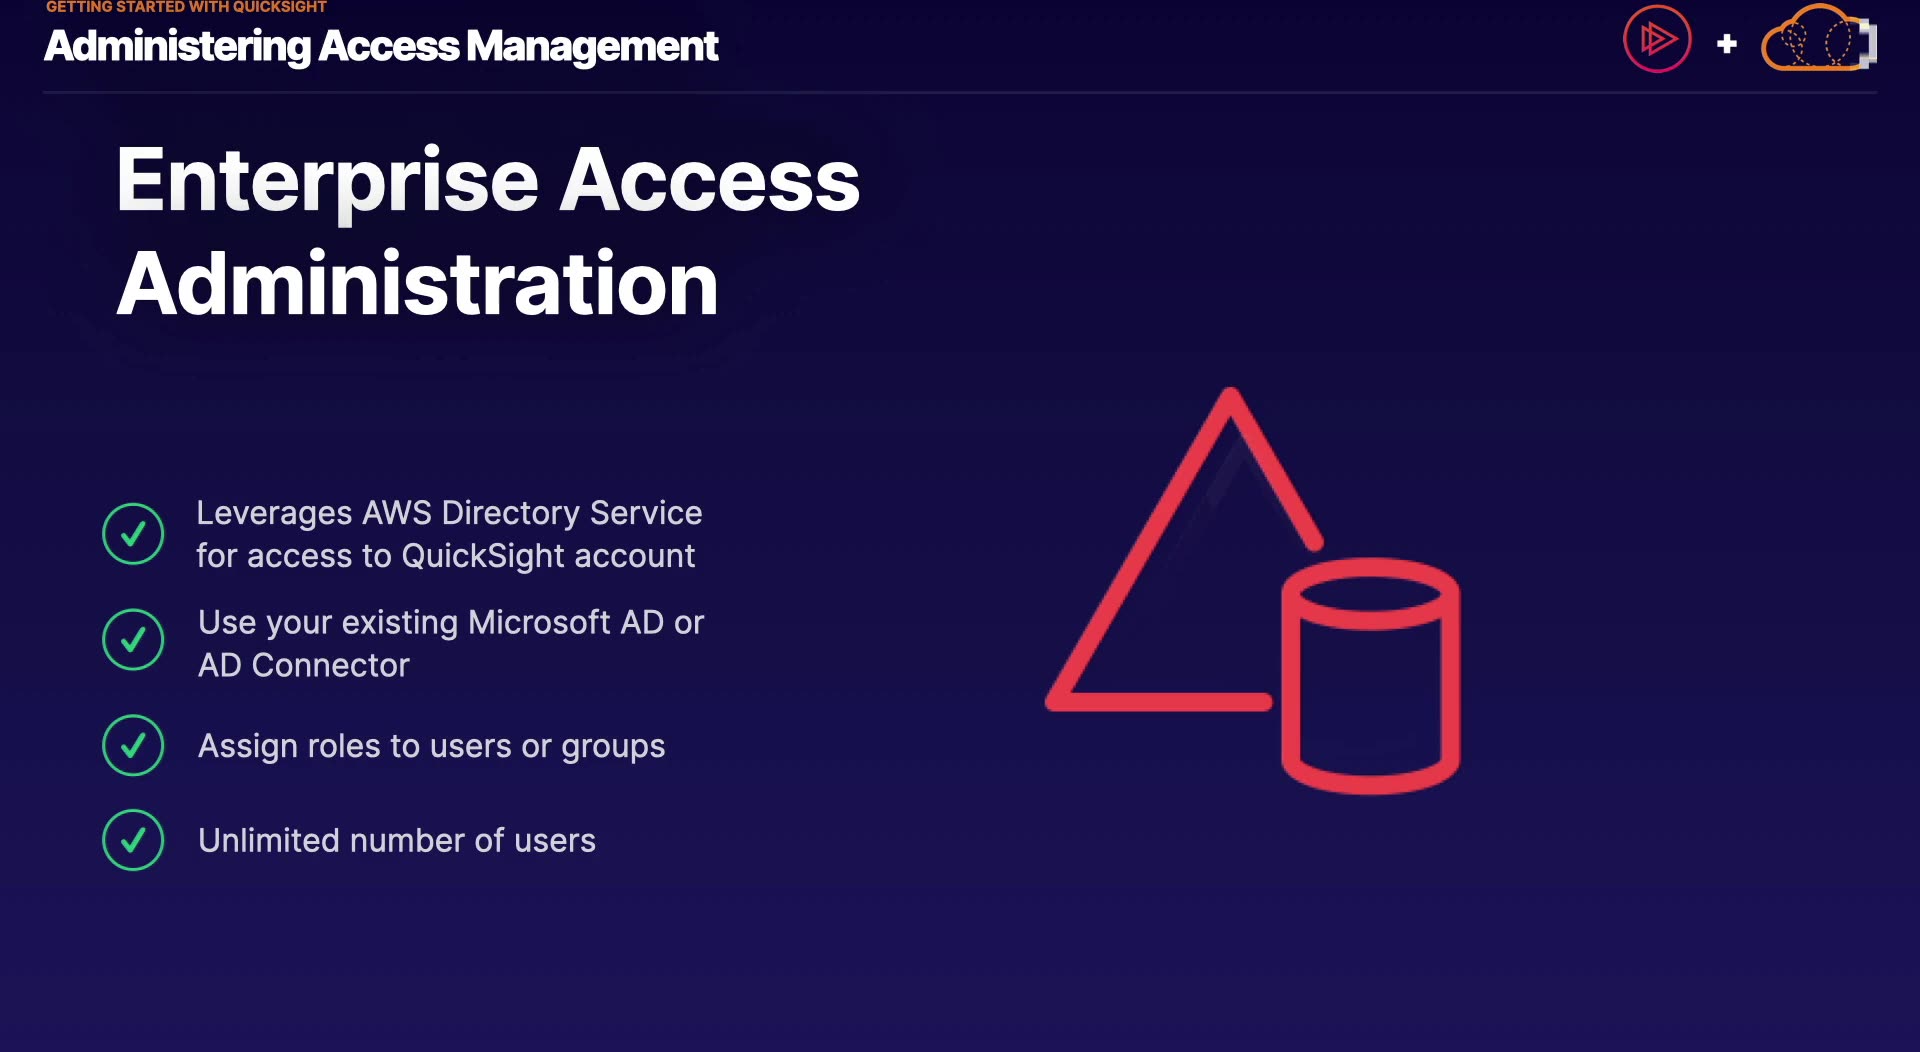 GETTING STARTED WITH QUICKSIGHT
Administering Access Management
Enterprise Access
Administration
Leverages AWS Directory Service
for access to QuickSight account
Use your existing Microsoft AD or
AD Connector
Assign roles to users or groups
Unlimited number of users